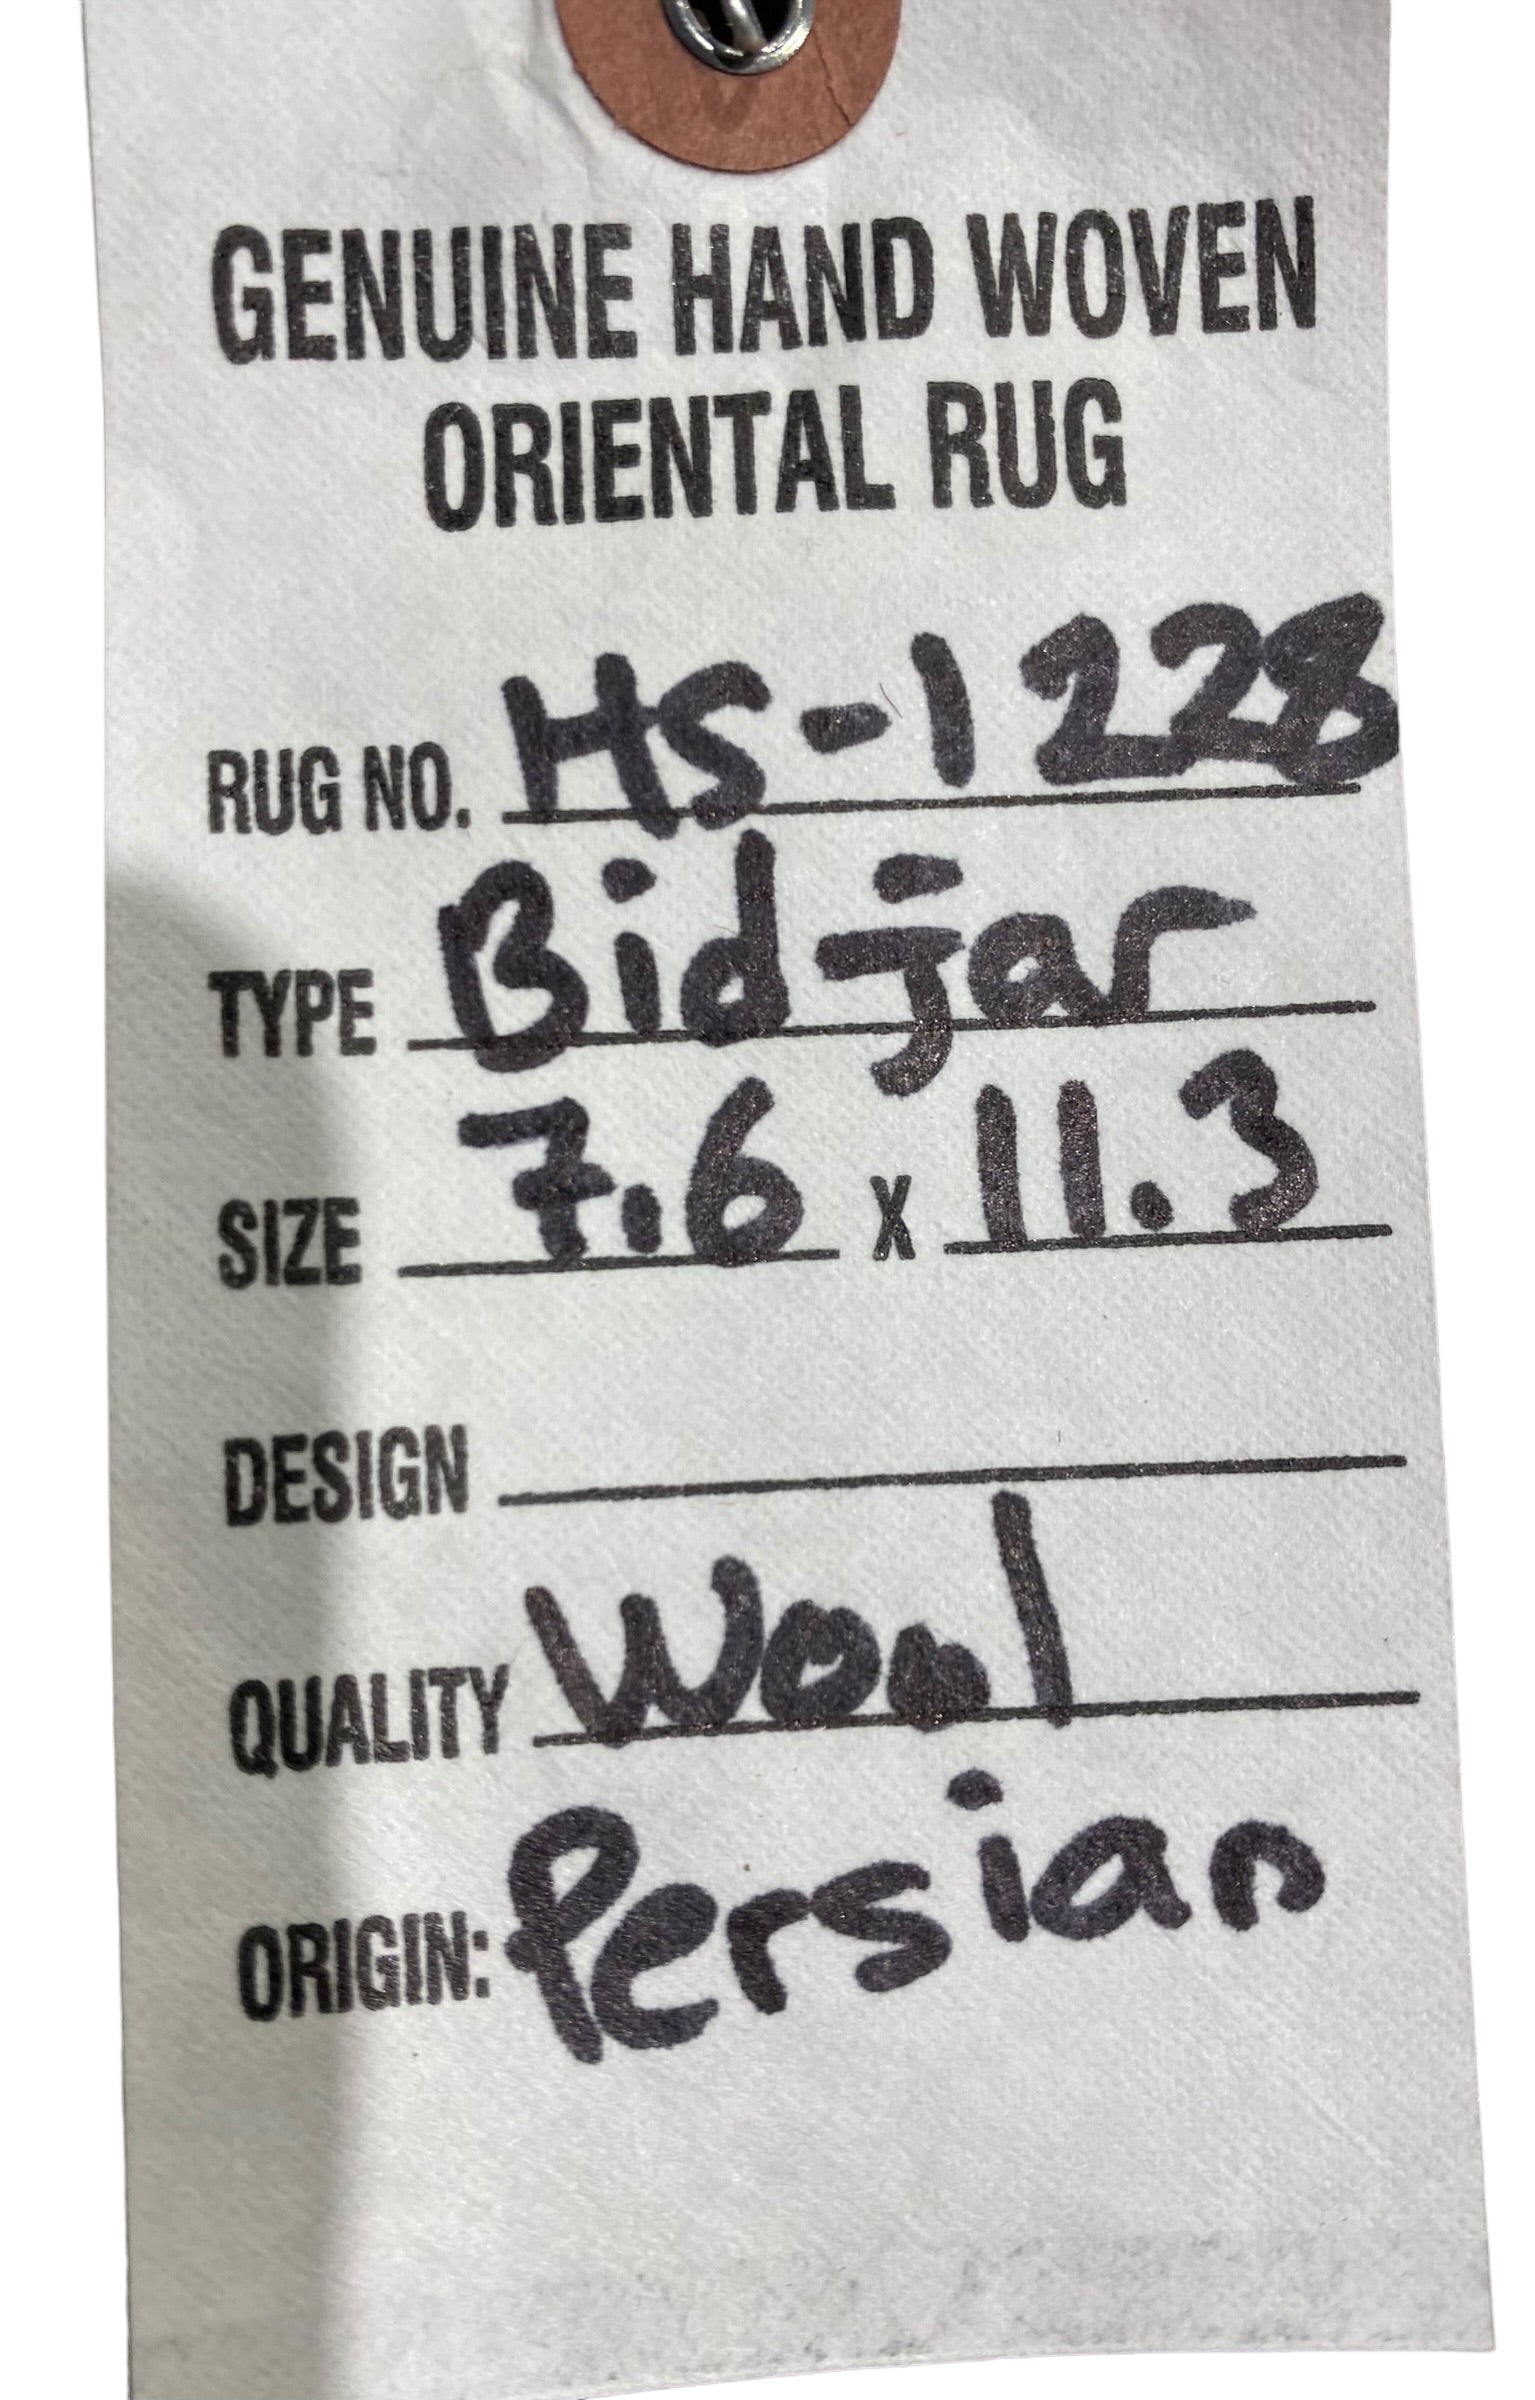 GENUINE HAND WOVEN
ORIENTAL RUG
RUG NO. HS-1228
TYPE Bidjar
SIZE 7.6 X 11.3
DESIGN
QUALITY Wool
ORIGIN: Persian